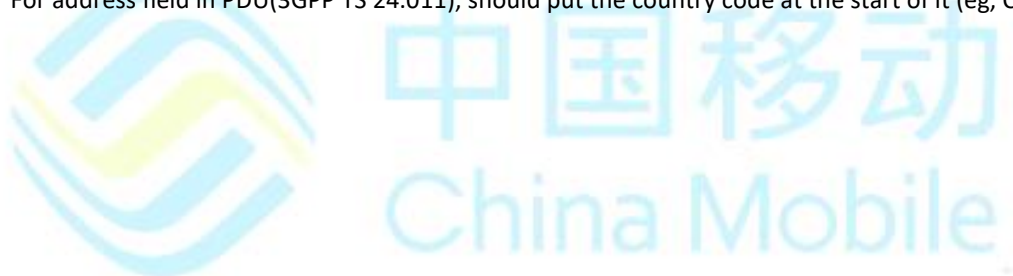 For address field in PDU(3GPP TS 24.011), should put the country code at the start of it (eg,
中国移动
China Mobile